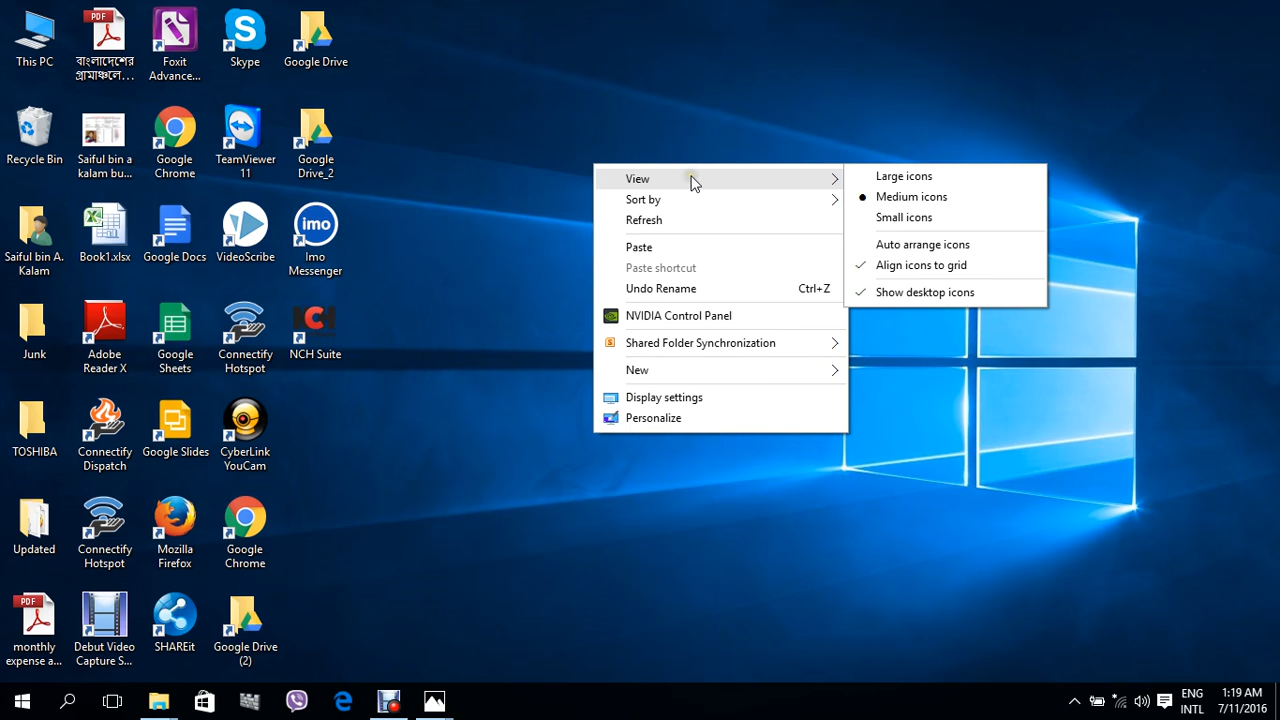 This PC
PDF
বাংলাদেশের
গ্রামাঞ্চলে...
Foxit
Advance...
Skype
Google Drive
Recycle Bin
Saiful bin a
kalam bu...
Google
Chrome
TeamViewer
11
Google
Drive_2
Saiful bin A.
Kalam
Book1.xlsx
Google Docs
VideoScribe
imo
Imo
Messenger
Junk
Adobe
Reader X
Google
Sheets
Connectify
Hotspot
NCH
NCH Suite
TOSHIBA
Connectify
Dispatch
Google Slides
CyberLink
YouCam
Updated
Connectify
Hotspot
Mozilla
Firefox
Google
Chrome
PDF
monthly
expense a...
Debut Video
Capture S...
SHAREit
Google Drive
(2)
View
Sort by
Refresh
Paste
Paste shortcut
Undo Rename Ctrl+Z
NVIDIA Control Panel
Shared Folder Synchronization
New
Display settings
Personalize
Large icons
Medium icons
Small icons
Auto arrange icons
Align icons to grid
Show desktop icons
ENG
INTL
1:19 AM
7/11/2016